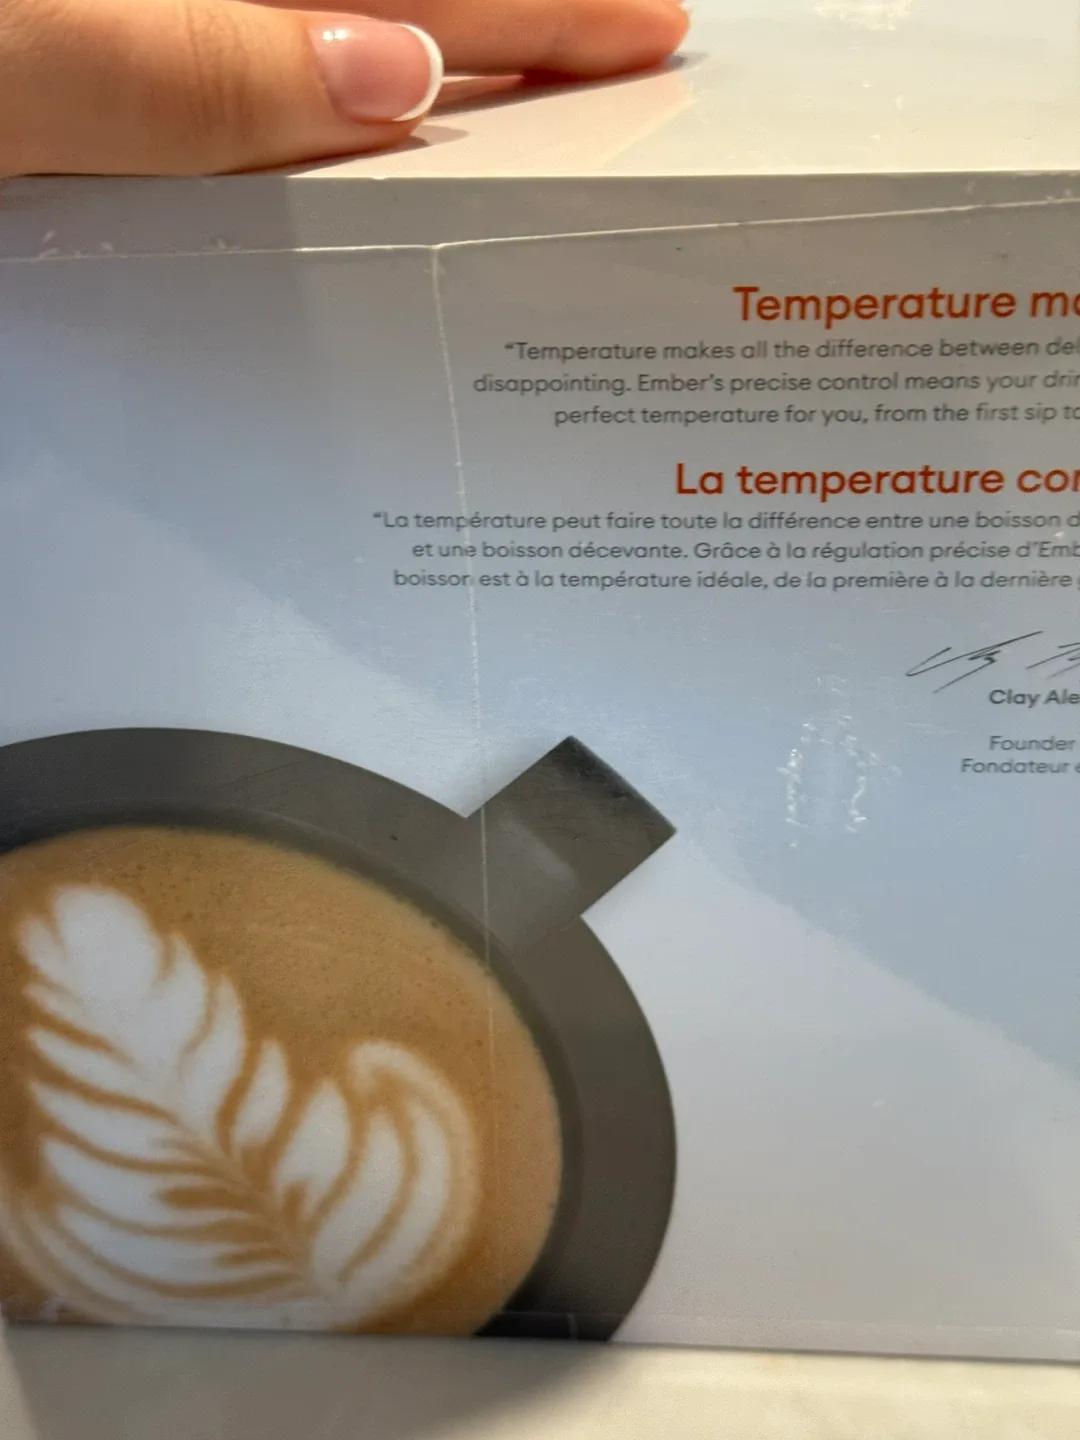 Temperature
"Temperature makes all the difference between
disappointing. Ember's precise control means your
perfect temperature for you, from the first sip
La temperature
"La température peut faire toute la différence entre une boisson
et une boisson décevante. Grâce à la régulation précise
boisson est à la température idéale, de la première à la dernière
Clay
Founder
Fondateur